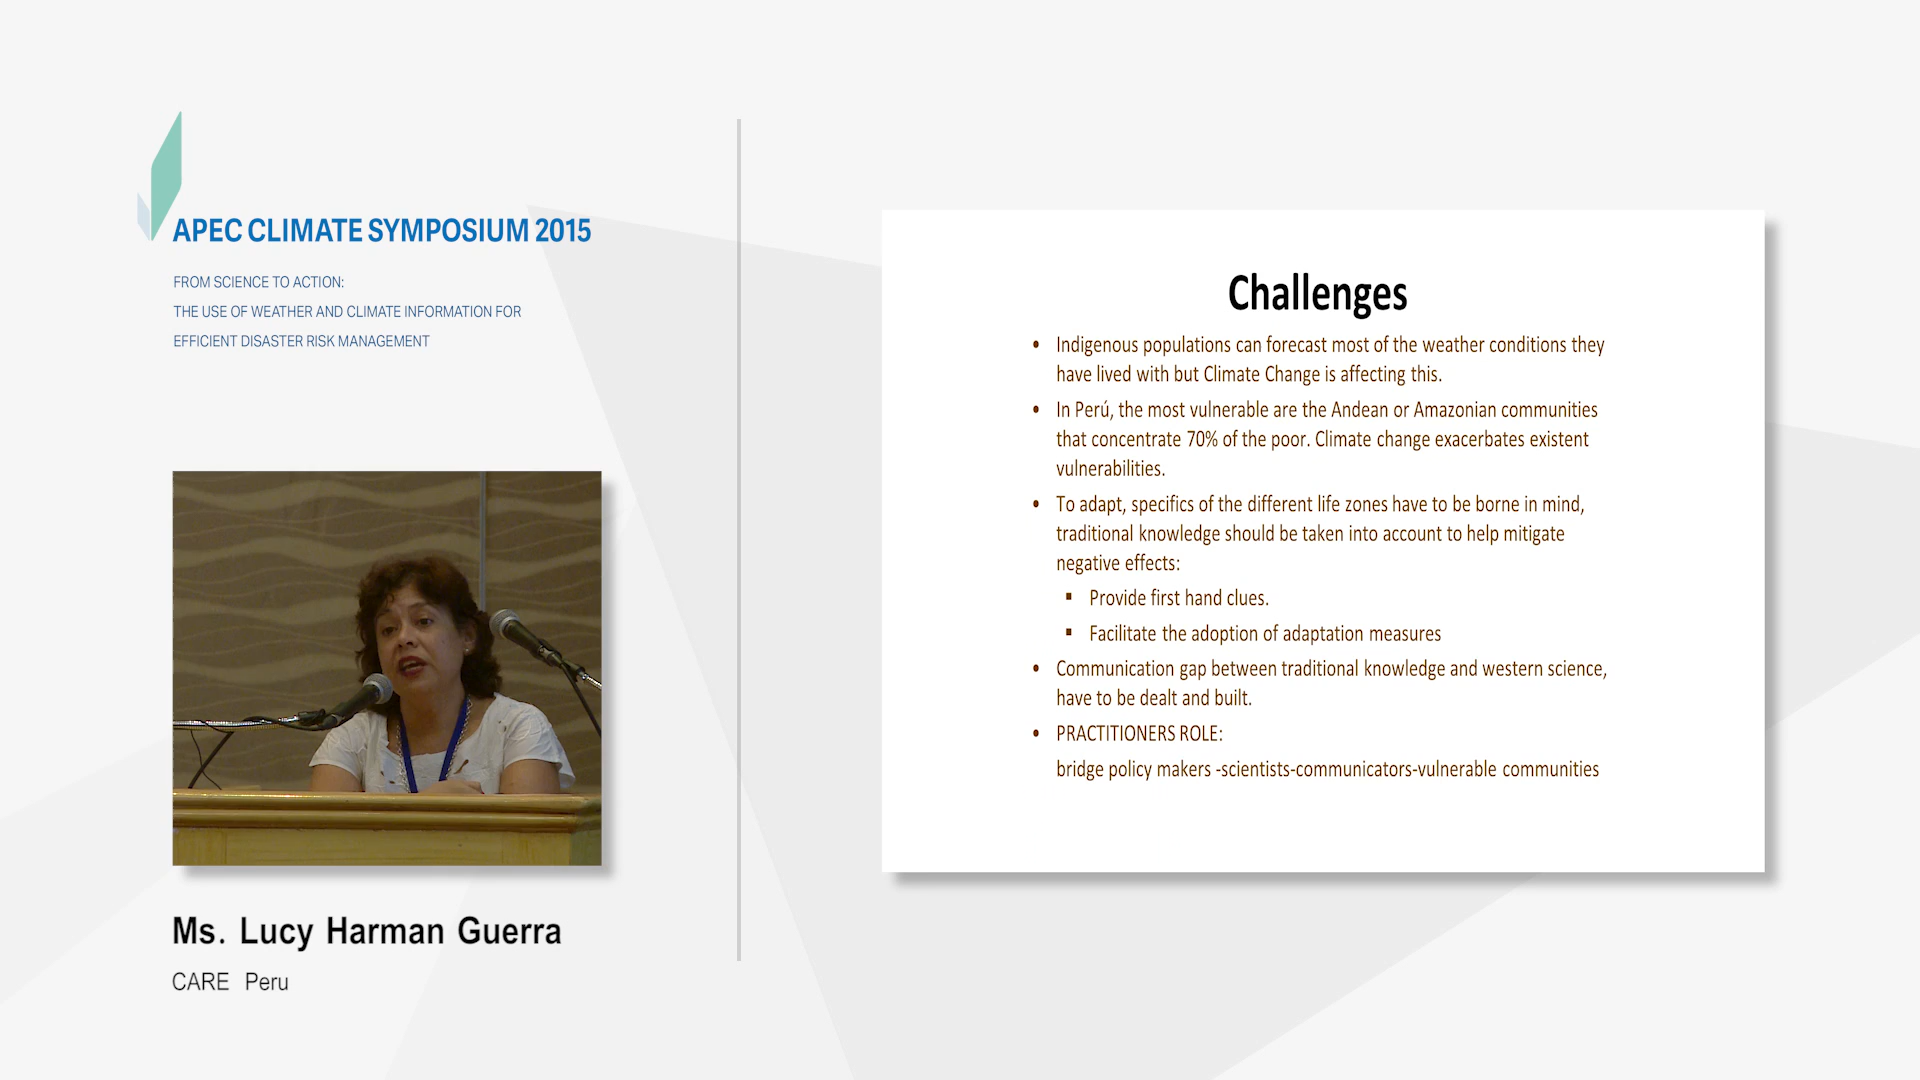 APEC CLIMATE SYMPOSIUM 2015
FROM SCIENCE TO ACTION:
THE USE OF WEATHER AND CLIMATE INFORMATION FOR
EFFICIENT DISASTER RISK MANAGEMENT
Ms. Lucy Harman Guerra
CARE Peru
Challenges
• Indigenous populations can forecast most of the weather conditions they
have lived with but Climate Change is affecting this.
• In Perú, the most vulnerable are the Andean or Amazonian communities
that concentrate 70% of the poor. Climate change exacerbates existent
vulnerabilities.
• To adapt, specifics of the different life zones have to be borne in mind,
traditional knowledge should be taken into account to help mitigate
negative effects:
▪ Provide first hand clues.
▪ Facilitate the adoption of adaptation measures
• Communication gap between traditional knowledge and western science,
have to be dealt and built.
• PRACTITIONERS ROLE:
bridge policy makers -scientists-communicators-vulnerable communities